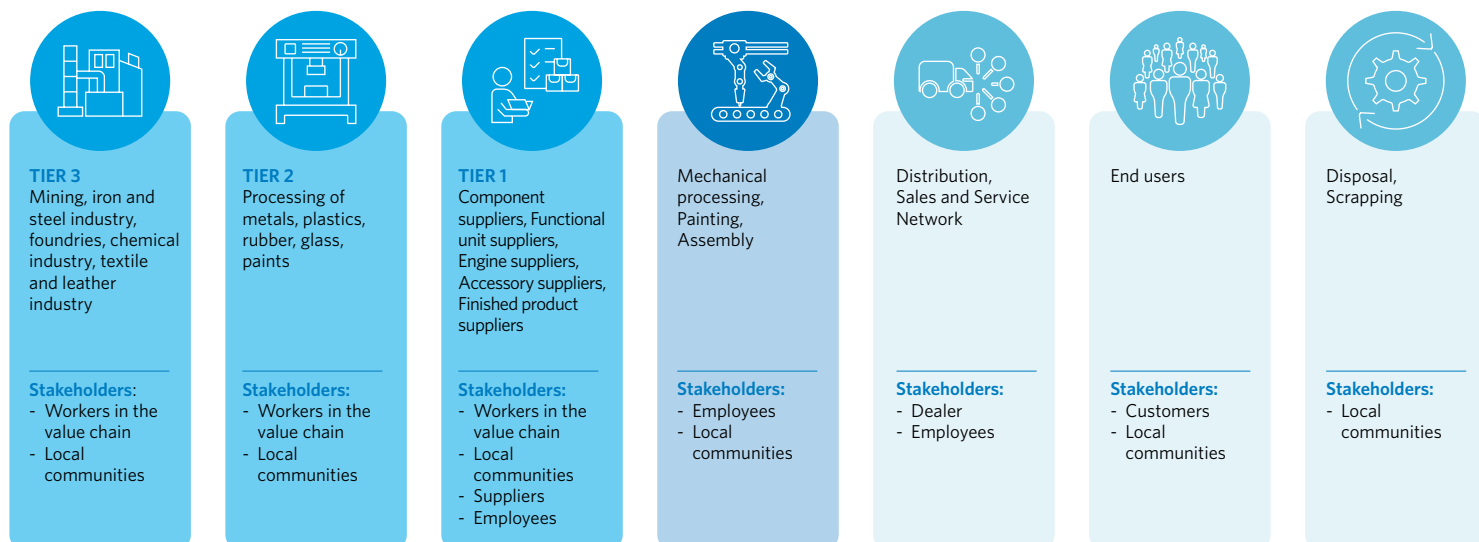 TIER 3
Mining, iron and
steel industry,
foundries, chemical
industry, textile
and leather
industry
Stakeholders:
- Workers in the
value chain
- Local
communities
TIER 2
Processing of
metals, plastics,
rubber, glass,
paints
Stakeholders:
- Workers in the
value chain
- Local
communities
TIER 1
Component
suppliers, Functional
unit suppliers,
Engine suppliers,
Accessory suppliers,
Finished product
suppliers
Stakeholders:
- Workers in the
value chain
- Local
communities
- Suppliers
- Employees
Mechanical
processing,
Painting,
Assembly
Stakeholders:
- Employees
- Local
communities
Distribution,
Sales and Service
Network
Stakeholders:
- Dealer
- Employees
End users
Stakeholders:
- Customers
- Local
communities
Disposal,
Scrapping
Stakeholders:
- Local
communities